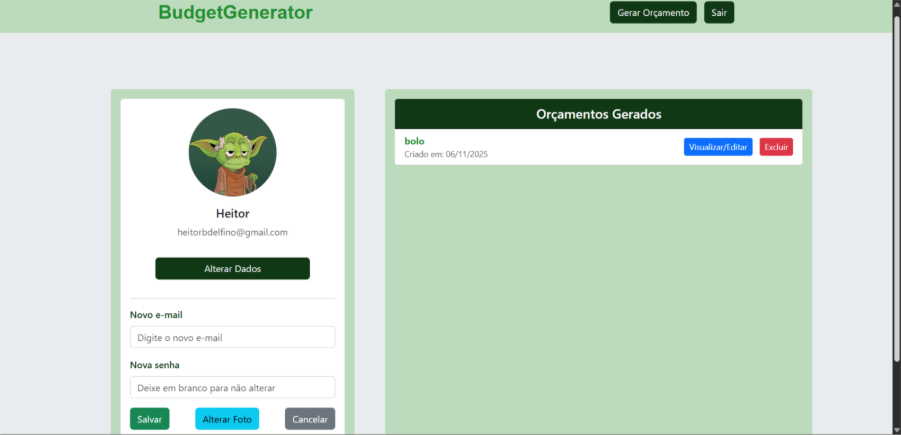 BudgetGenerator
Gerar Orçamento
Sair
Heitor
heitorbdelfino@gmail.com
Alterar Dados
Novo e-mail
Digite o novo e-mail
Nova senha
Deixe em branco para não alterar
Salvar
Alterar Foto
Cancelar
Orçamentos Gerados
bolo
Criado em: 06/11/2025
Visualizar/Editar
Excluir